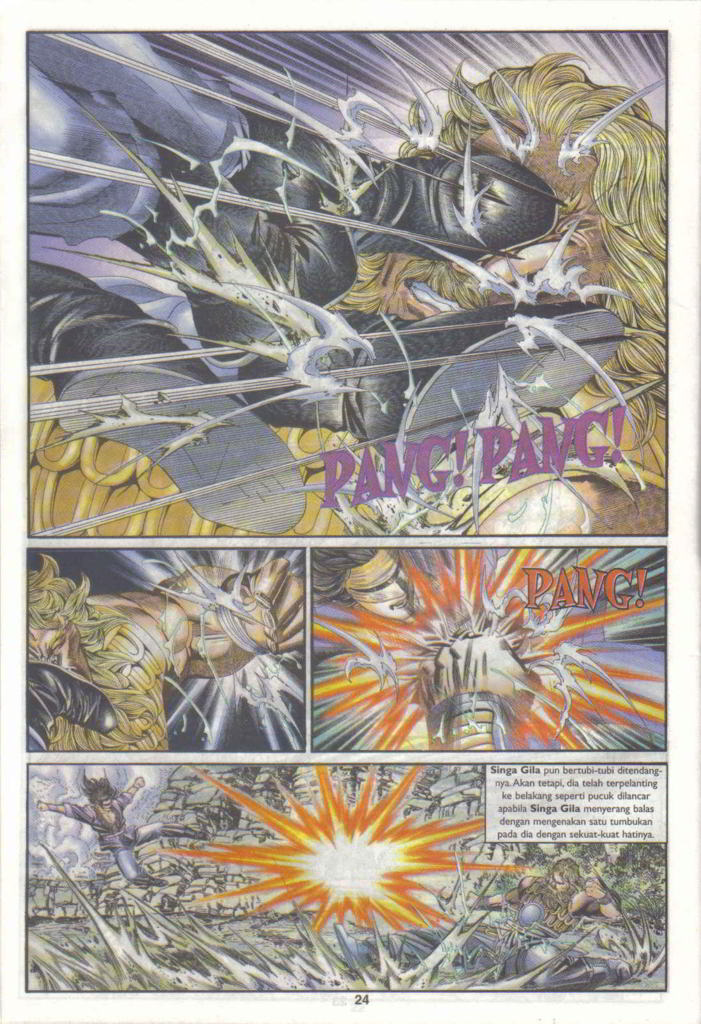 PANG! PANG!
PANG!
Singa Gila pun bertubi-tubi ditendang-
nya. Akan tetapi, dia telah terpelanting
ke belakang seperti pucuk dilancar
apabila Singa Gila menyerang balas
dengan mengenakan satu tumbukan
pada dia dengan sekuat-kuat hatinya.
24